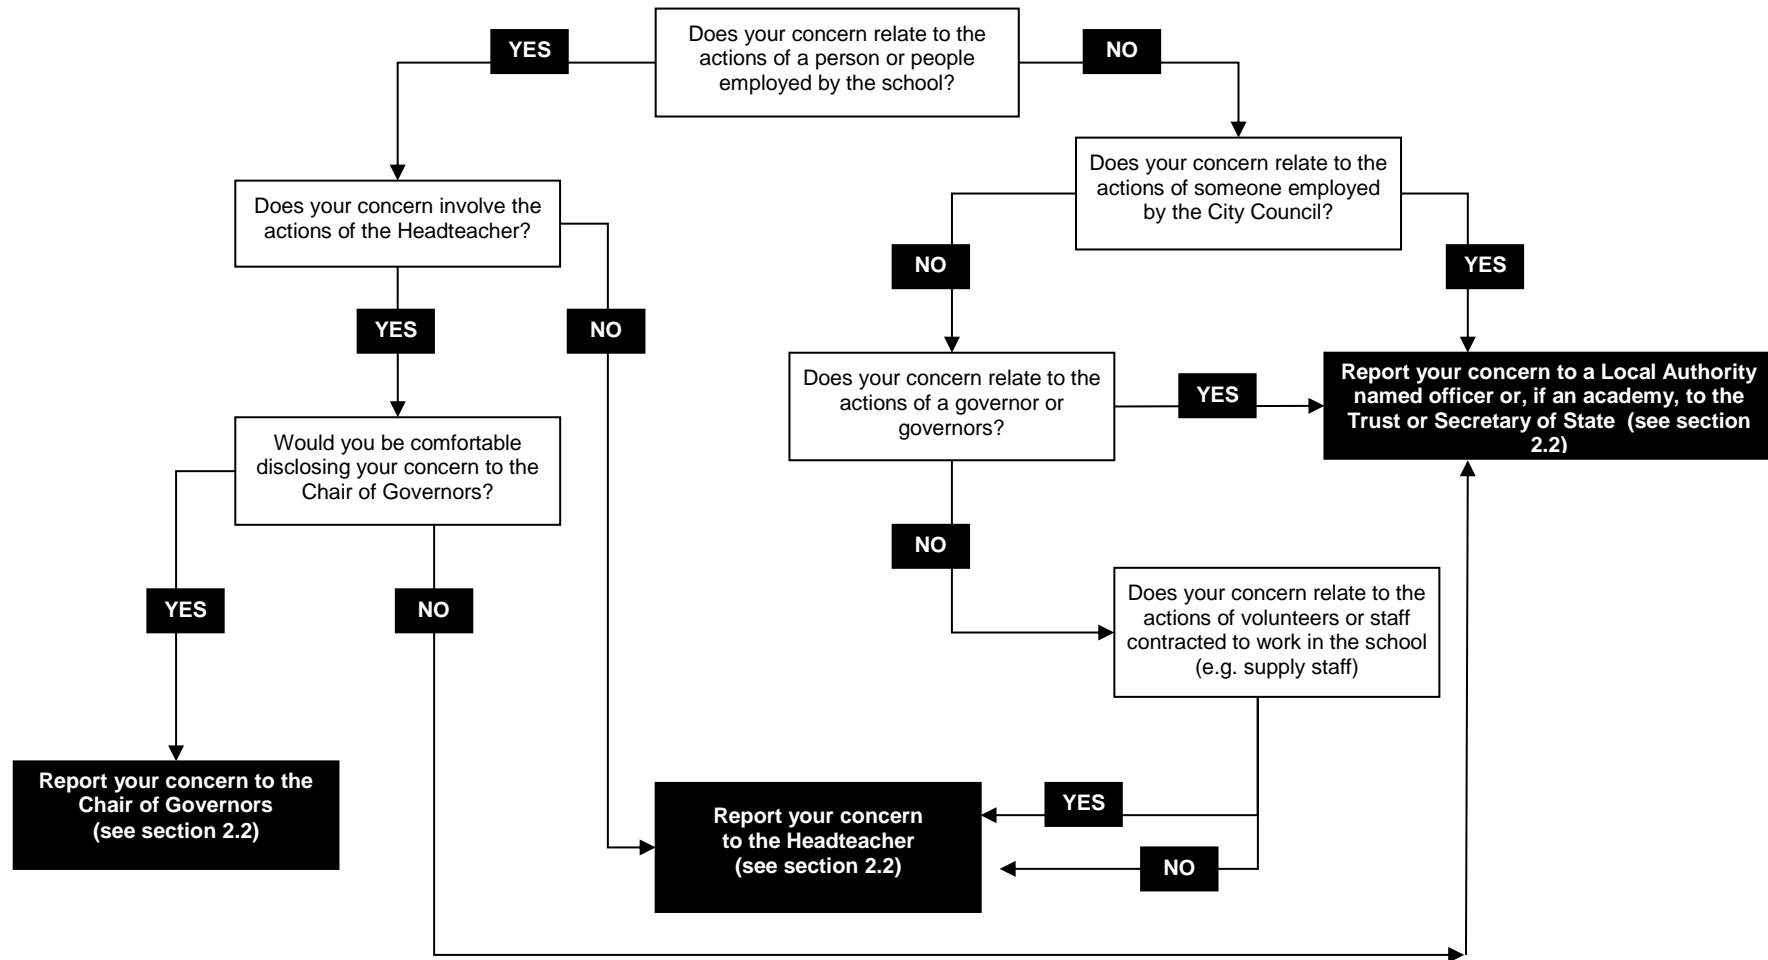 Does your concern relate to the
actions of a person or people
employed by the school?
YES
NO
Does your concern involve the
actions of the Headteacher?
Does your concern relate to the
actions of someone employed
by the City Council?
NO
YES
YES
NO
Does your concern relate to the
actions of a governor or
governors?
YES
Report your concern to a Local Authority
named officer or, if an academy, to the
Trust or Secretary of State (see section
2.2)
Would you be comfortable
disclosing your concern to the
Chair of Governors?
NO
YES
NO
Does your concern relate to the
actions of volunteers or staff
contracted to work in the school
(e.g. supply staff)
Report your concern to the
Chair of Governors
(see section 2.2)
Report your concern
to the Headteacher
(see section 2.2)
YES
NO